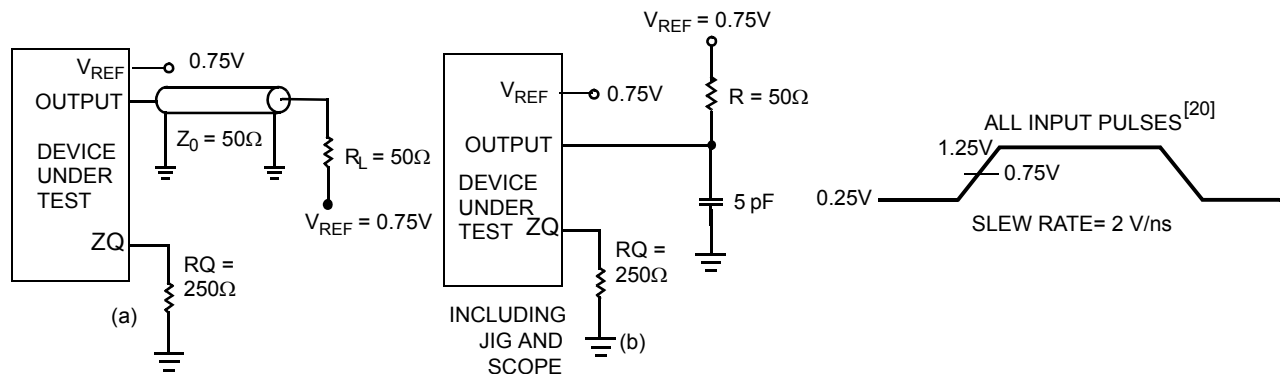 V_REF
0.75V
OUTPUT
Z_0 = 50Ω
DEVICE
UNDER
TEST
R_L = 50Ω
V_REF = 0.75V
ZQ
RQ =
250Ω
(a)
V_REF = 0.75V
V_REF
0.75V
R = 50Ω
OUTPUT
DEVICE
UNDER
TEST
5 pF
ZQ
RQ =
250Ω
INCLUDING
JIG AND
SCOPE
(b)
ALL INPUT PULSES[20]
1.25V
0.75V
0.25V
SLEW RATE= 2 V/ns